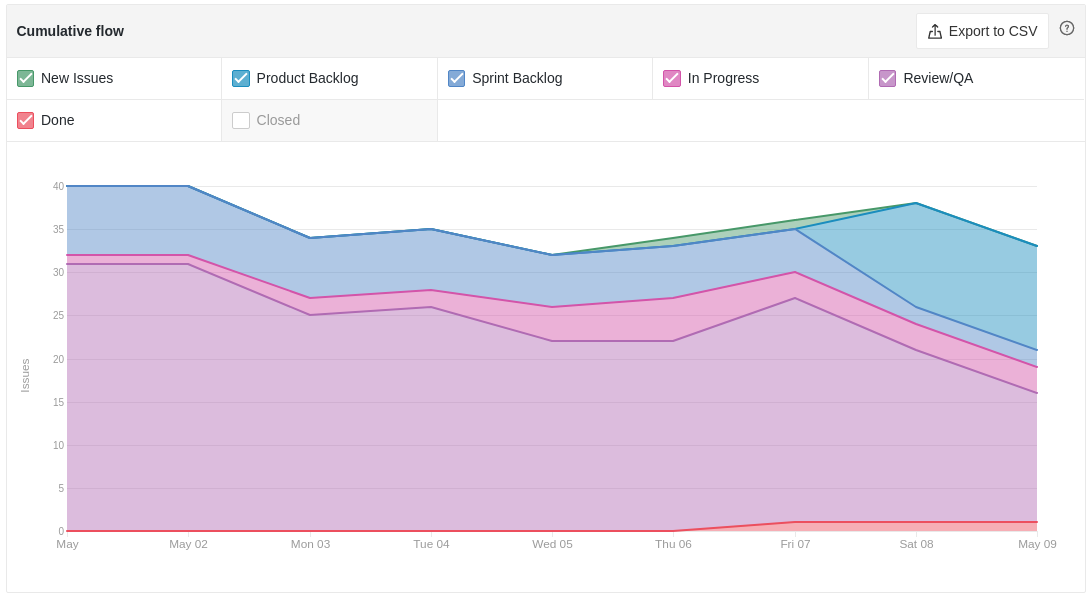 Cumulative flow
Export to CSV
?
New Issues
Product Backlog
Sprint Backlog
In Progress
Review/QA
Done
Closed
40
35
30
25
20
15
10
5
0
Issues
May
May 02
Mon 03
Tue 04
Wed 05
Thu 06
Fri 07
Sat 08
May 09